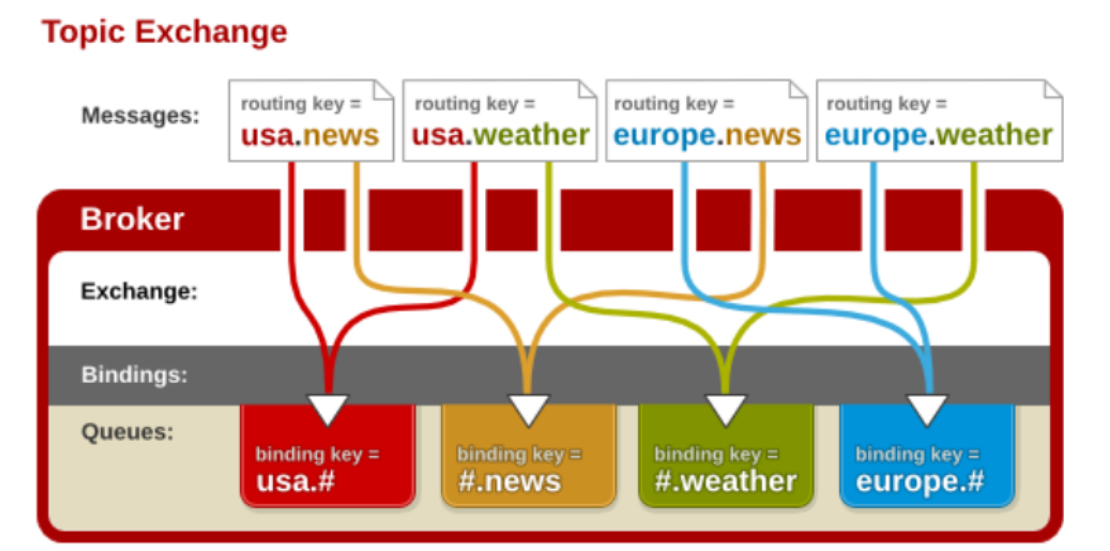 Topic Exchange
Messages:
routing key =
usa.news
routing key =
usa.weather
routing key =
europe.news
routing key =
europe.weather
Broker
Exchange:
Bindings:
Queues:
binding key =
usa.#
binding key =
#.news
binding key =
#.weather
binding key =
europe.#